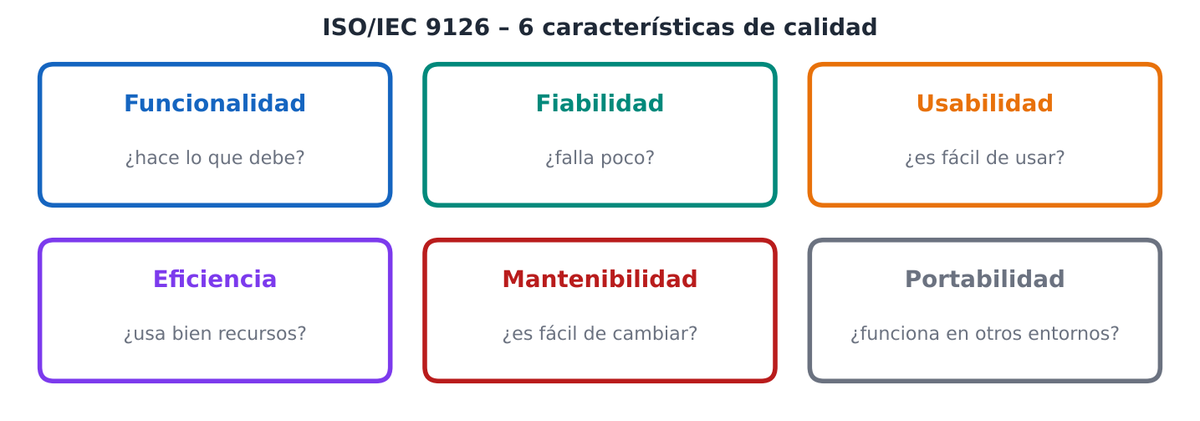 ISO/IEC 9126 – 6 características de calidad
Funcionalidad
¿hace lo que debe?
Fiabilidad
¿falla poco?
Usabilidad
¿es fácil de usar?
Eficiencia
¿usa bien recursos?
Mantenibilidad
¿es fácil de cambiar?
Portabilidad
¿funciona en otros entornos?